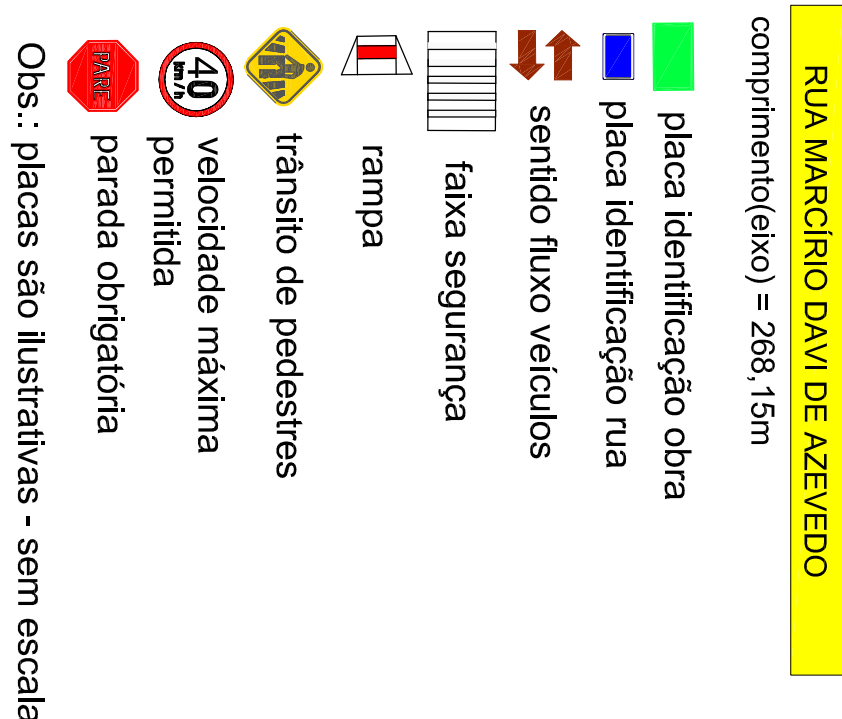 RUA MARCÍRIO DAVI DE AZEVEDO
comprimento(eixo) = 268,15m
placa identificação obra
placa identificação rua
sentido fluxo veículos
faixa segurança
rampa
trânsito de pedestres
40
km/h
velocidade máxima
permitida
PARE
parada obrigatória
Obs.: placas são ilustrativas - sem escala